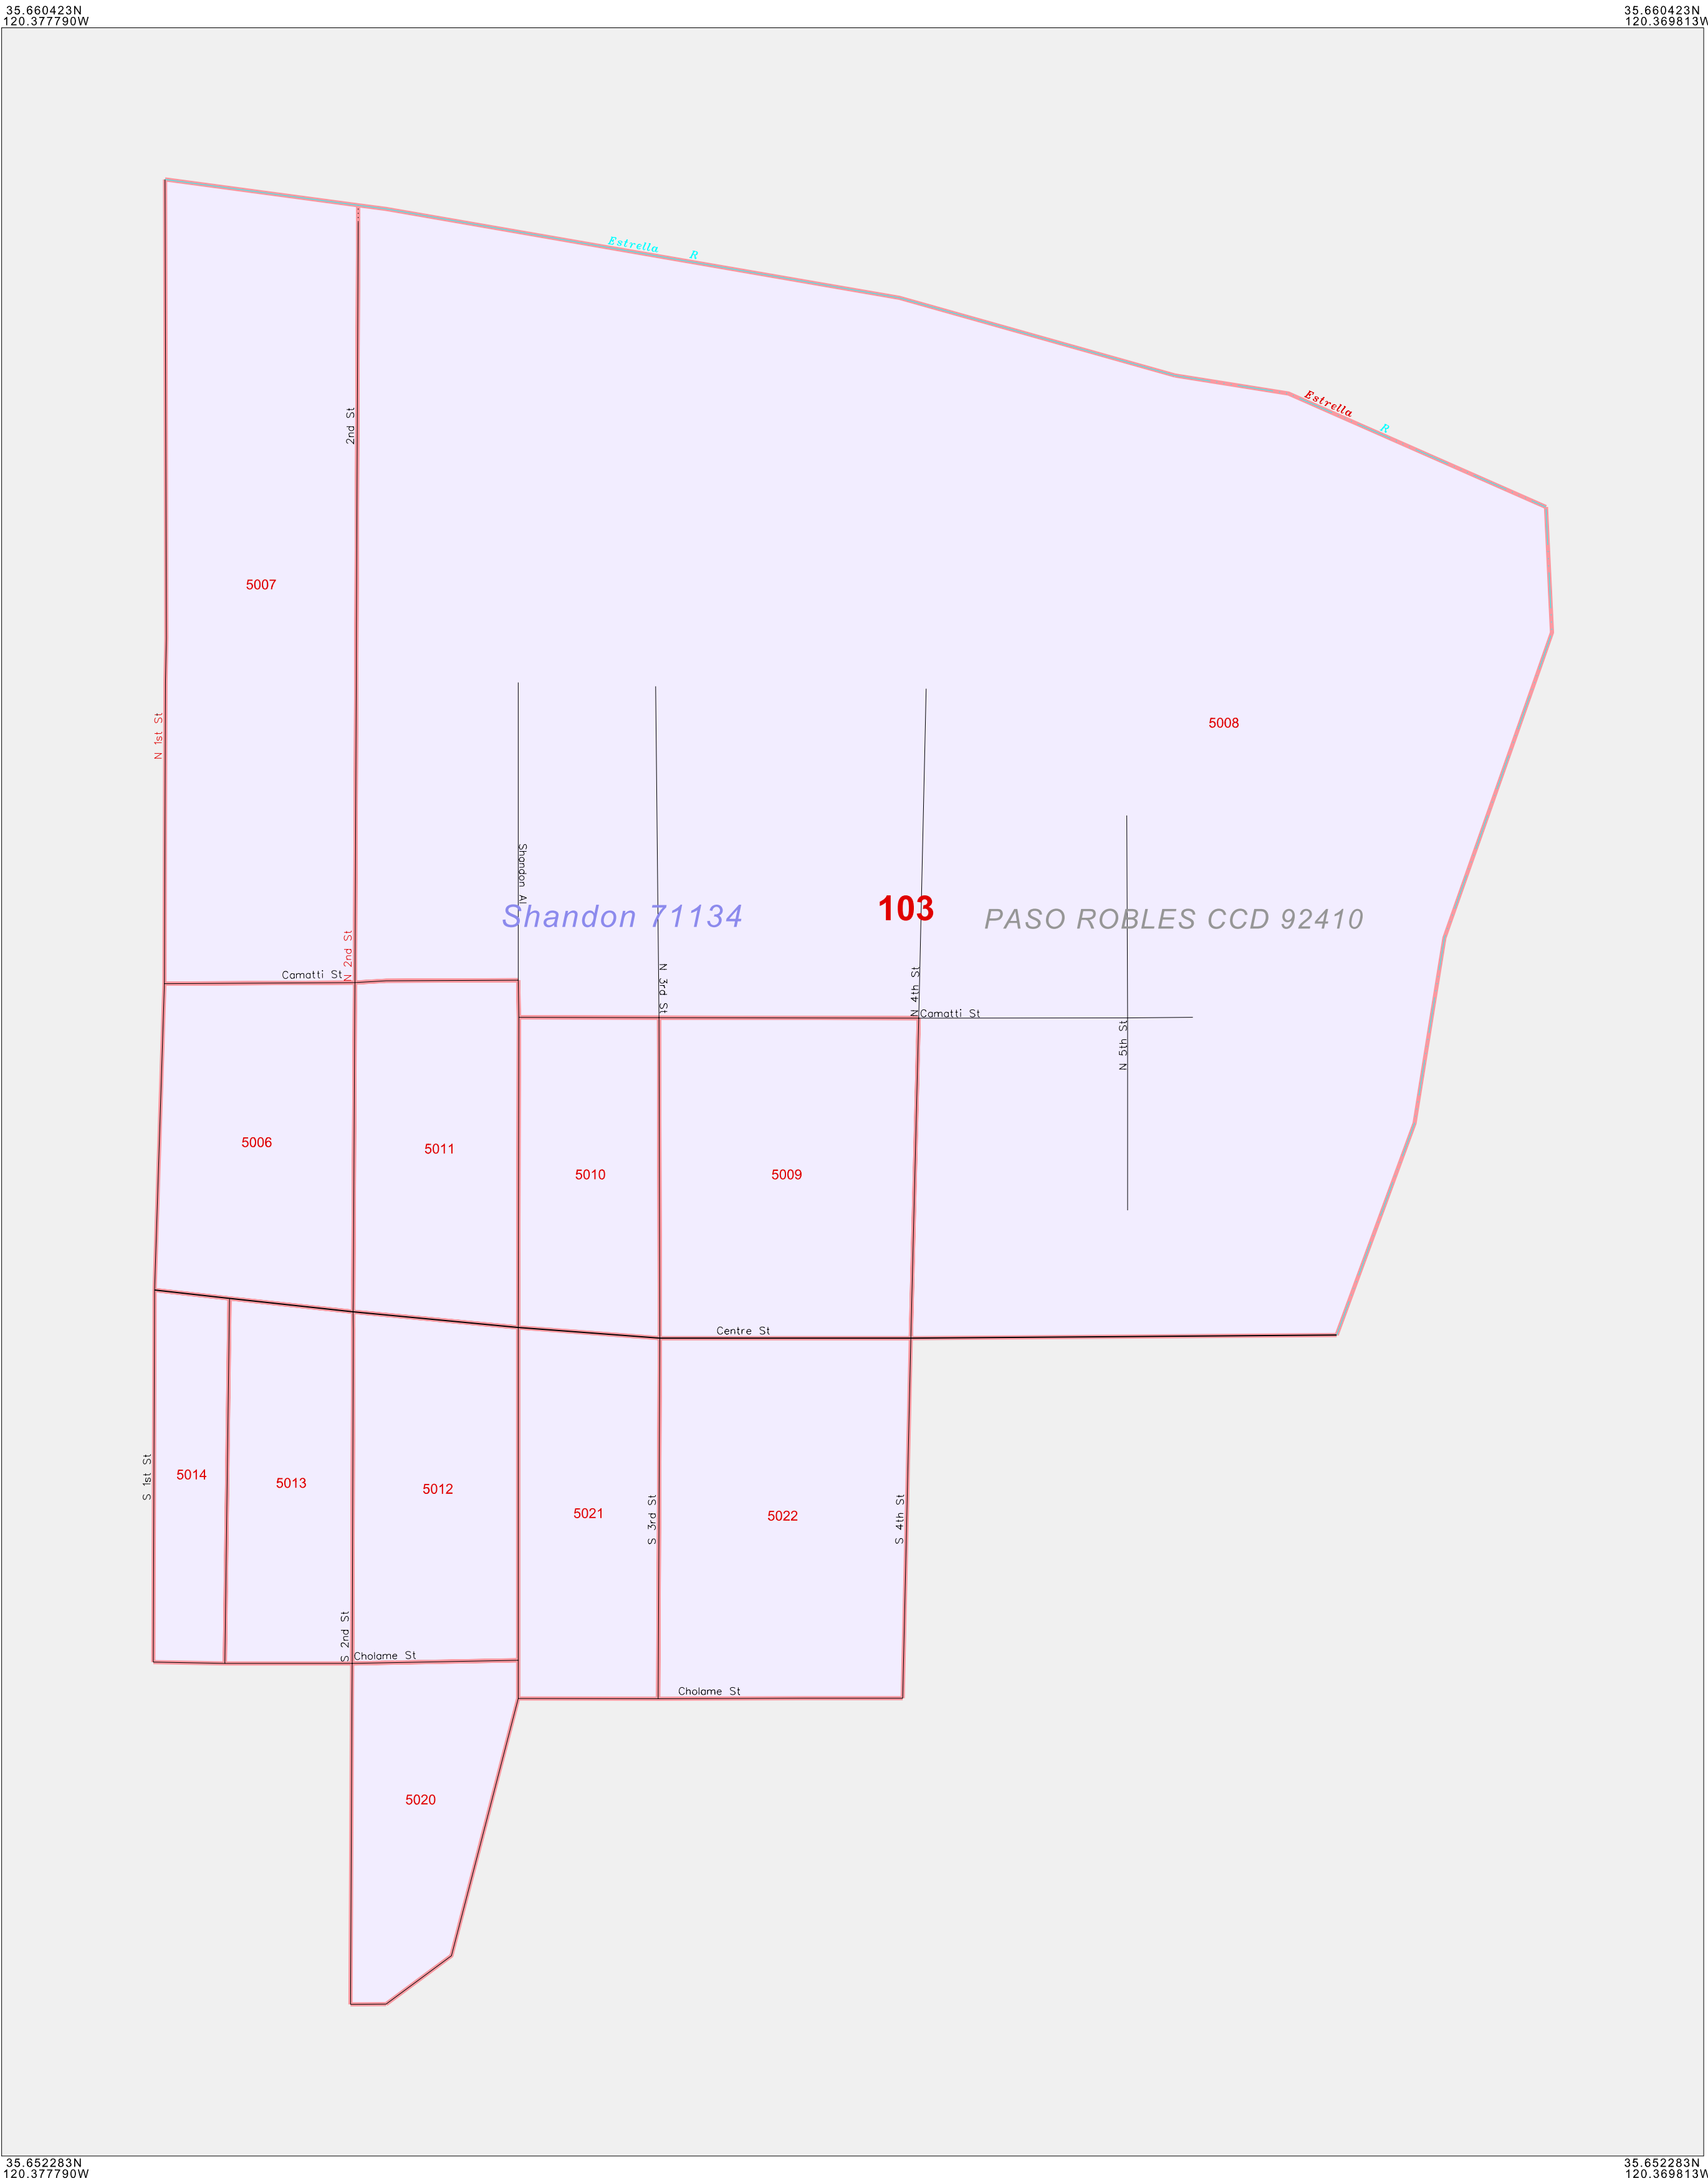 35.660423N
120.377790W
35.660423N
120.369813W
Estrella R
Estrella
R
2nd St
5007
N 1st St
5008
Shandon Al
103
Shandon 71134
PASO ROBLES CCD 92410
N 2nd St
Camatti St
N 3rd St
N 4th St
Camatti St
N 5th St
5006
5011
5010
5009
Centre St
S 1st St
5014
5013
5012
5021
S 3rd St
5022
S 4th St
S 2nd St
Cholame St
Cholame St
5020
35.652283N
120.377790W
35.652283N
120.369813W